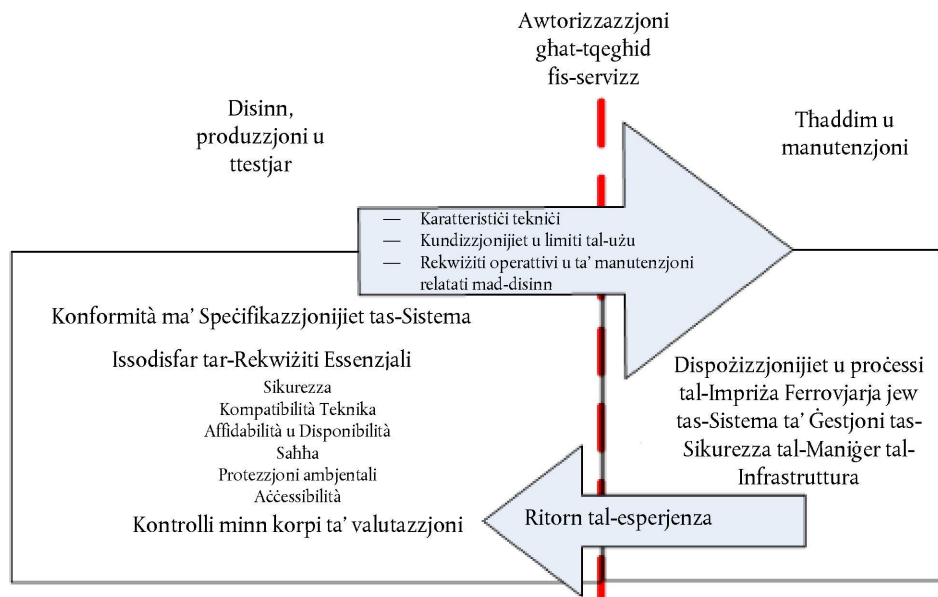 Awtorizzazzjoni
għat-tqegħid
fis-servizz
Disinn,
produzzjoni u
ttestjar
Tħaddim u
manutenzjoni
— Karatteristiċi tekniċi
— Kundizzjonijiet u limiti tal-użu
— Rekwiżiti operattivi u ta' manutenzjoni
relatati mad-disinn
Konformità ma' Speċifikazzjonijiet tas-Sistema
Issodisfar tar-Rekwiżiti Essenzjali
Sikurezza
Kompatibilità Teknika
Affidabilità u Disponibilità
Saħħa
Protezzjoni ambjentali
Aċċessibilità
Kontrolli minn korpi ta' valutazzjoni
Dispożizzjonijiet u proċessi
tal-Impriża Ferrovjarja jew
tas-Sistema ta' Ġestjoni tas-
Sikurezza tal-Maniġer tal-
Infrastruttura
Ritorn tal-esperjenza